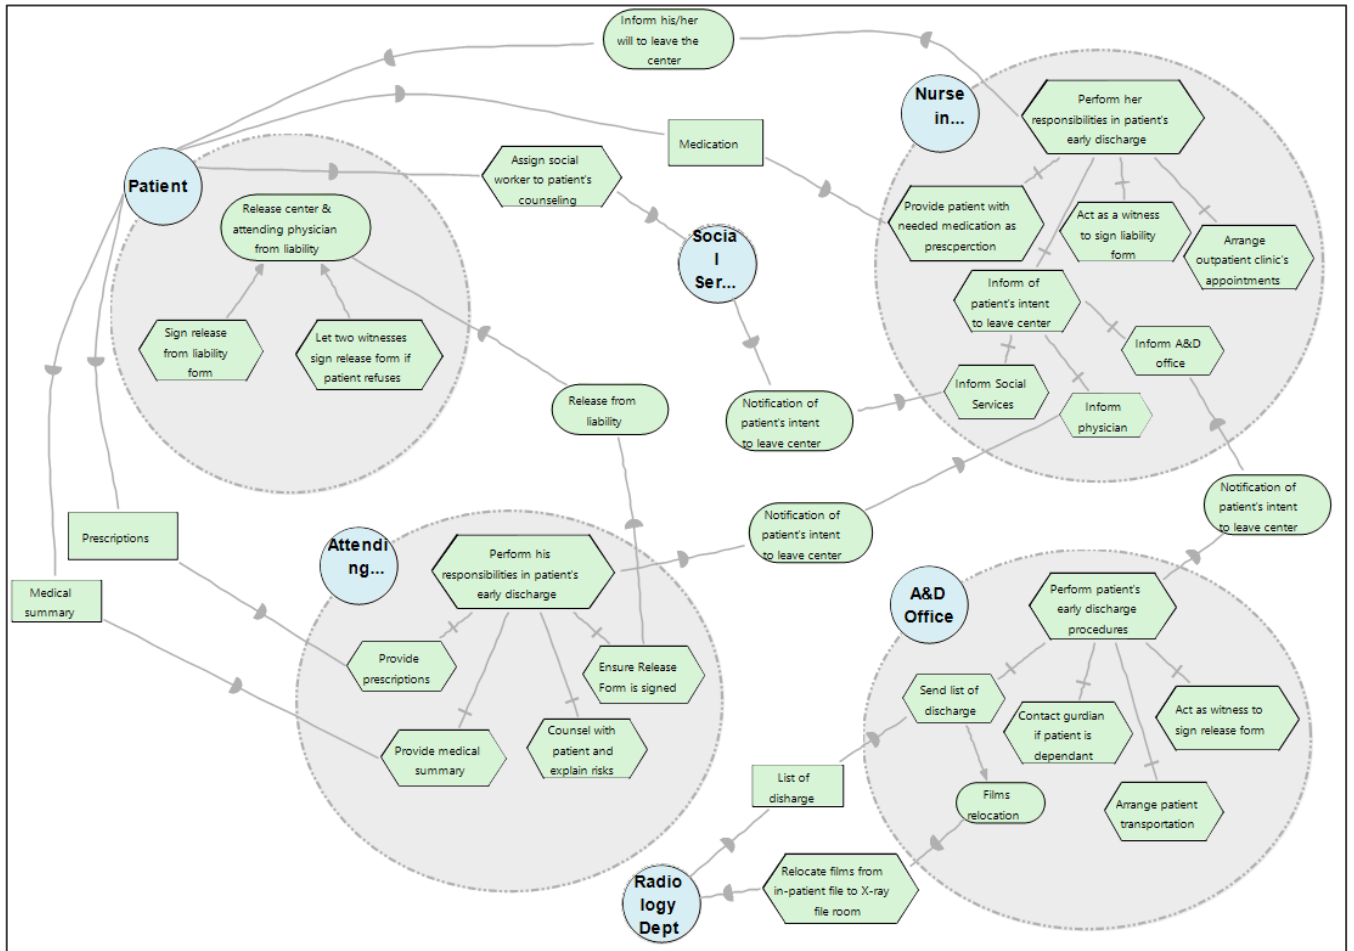 Inform his/her
will to leave the
center
Nurse
in...
Perform her
responsibilities in patient's
early discharge
Medication
Patient
Assign social
worker to patient's
counseling
Release center &
attending physician
from liability
Provide patient with
needed medication as
prescperction
Act as a witness
to sign liability
form
Arrange
outpatient clinic's
appointments
Socia
l
Ser...
Inform of
patient's intent
to leave center
Sign release
from liability
form
Let two witnesses
sign release form if
patient refuses
Inform A&D
office
Inform Social
Services
Release from
liability
Notification of
patient's intent
to leave center
Inform
physician
Notification of
patient's intent
to leave center
Prescriptions
Notification of
patient's intent
to leave center
Attendi
ng...
Perform his
responsibilities in patient's
early discharge
Medical
summary
A&D
Office
Perform patient's
early discharge
procedures
Provide
prescriptions
Ensure Release
Form is signed
Send list of
discharge
Contact gurdian
if patient is
dependant
Act as witness to
sign release form
Provide medical
summary
Counsel with
patient and
explain risks
List of
disharge
Films
relocation
Arrange patient
transportation
Radio
logy
Dept
Relocate films from
in-patient file to X-ray
file room